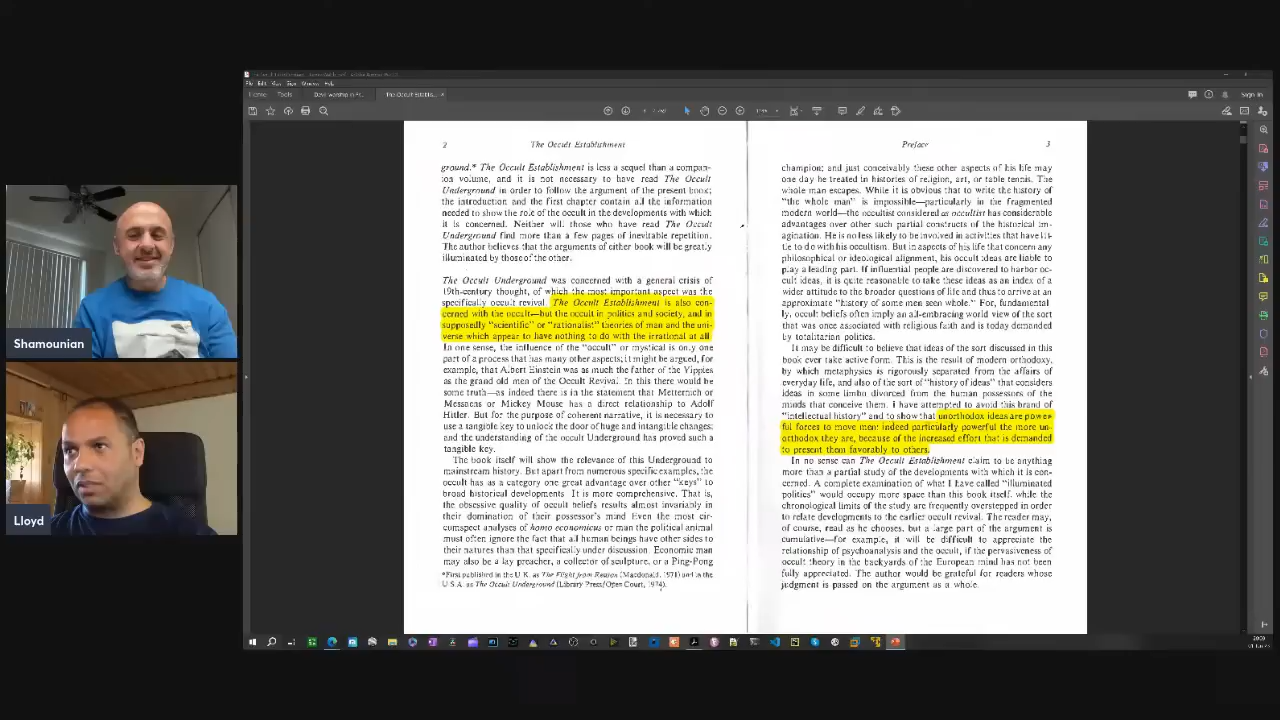 Shamounian
Lloyd
File Edit View Sign Window Help
Home Tools
The Occult Establis...
Sign In
2 The Occult Establishment
ground.* The Occult Establishment is less a sequel than a compan-
ion volume, and it is not necessary to have read The Occult
Underground in order to follow the argument of the present book;
the introduction and the first chapter contain all the information
needed to show the role of the occult in the developments with which
it is concerned. Neither will those who have read The Occult
Underground find more than a few pages of inevitable repetition.
The author believes that the arguments of either book will be greatly
illuminated by those of the other.
The Occult Underground was concerned with a general crisis of
19th-century thought, of which the most important aspect was the
specifically occult revival. The Occult Establishment is also con-
cerned with the occult—but the occult in politics and society, and in
supposedly "scientific" or "rationalist" theories of man and the uni-
verse which appear to have nothing to do with the irrational at all.
In one sense, the influence of the "occult" or mystical is only one
part of a process that has many other aspects; it might be argued, for
example, that Albert Einstein was as much the father of the Yippies
as the grand old men of the Occult Revival. In this there would be
some truth—as indeed there is in the statement that Metternich or
Messaens or Mickey Mouse has a direct relationship to Adolf
Hitler. But for the purpose of coherent narrative, it is necessary to
use a tangible key to unlock the door of huge and intangible changes;
and the understanding of the occult Underground has proved such a
tangible key.
The book itself will show the relevance of this Underground to
mainstream history. But apart from numerous specific examples, the
occult has as a category one great advantage over other "keys" to
broad historical developments. It is more comprehensive. That is,
the obsessive quality of occult beliefs results almost invariably in
their domination of their possessor's mind. Even the most cir-
cumspect analyses of homo economicus or man the political animal
must often ignore the fact that all human beings have other sides to
their natures than that specifically under discussion. Economic man
may also be a lay preacher, a collector of sculpture, or a Ping-Pong
*First published in the U.K. as The Flight from Reason (Macdonald, 1971) and in the
U.S.A. as The Occult Underground (Library Press/Open Court, 1974).
Preface 3
champion; and just conceivably these other aspects of his life may
one day be treated in histories of religion, art, or table tennis. The
whole man escapes. While it is obvious that to write the history of
"the whole man" is impossible—particularly in the fragmented
modern world—the occultist considered as occultist has considerable
advantages over other such partial constructs of the historical im-
agination. He is no less likely to be involved in activities that have lit-
tle to do with his occultism. But in aspects of his life that concern any
philosophical or ideological alignment, his occult ideas are liable to
play a leading part. If influential people are discovered to harbor oc-
cult ideas, it is quite reasonable to take these ideas as an index of a
wider attitude to the broader questions of life and thus to arrive at an
approximate "history of some men seen whole." For, fundamental-
ly, occult beliefs often imply an all-embracing world view of the sort
that was once associated with religious faith and is today demanded
by totalitarian politics.
It may be difficult to believe that ideas of the sort discussed in this
book ever take active form. This is the result of modern orthodoxy,
by which metaphysics is rigorously separated from the affairs of
everyday life, and also of the sort of "history of ideas" that considers
ideas in some limbo divorced from the human possessors of the
minds that conceive them. I have attempted to avoid this brand of
"intellectual history" and to show that unorthodox ideas are power-
ful forces to move men; indeed particularly powerful the more un-
orthodox they are, because of the increased effort that is demanded
to present them favorably to others.
In no sense can The Occult Establishment claim to be anything
more than a partial study of the developments with which it is con-
cerned. A complete examination of what I have called "illuminated
politics" would occupy more space than this book itself, while the
chronological limits of the study are frequently overstepped in order
to relate developments to the earlier occult revival. The reader may,
of course, read as he chooses, but a large part of the argument is
cumulative—for example, it will be difficult to appreciate the
relationship of psychoanalysis and the occult, if the pervasiveness of
occult theory in the backyards of the European mind has not been
fully appreciated. The author would be grateful for readers whose
judgment is passed on the argument as a whole.